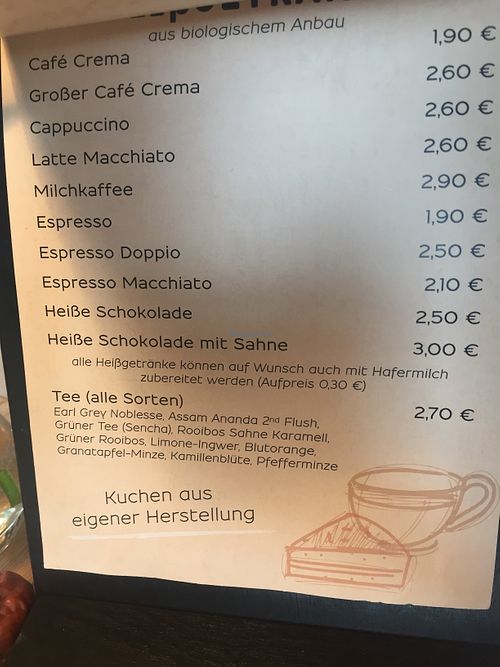 aus biologischem Anbau
Café Crema 1,90 €
Großer Café Crema 2,60 €
Cappuccino 2,60 €
Latte Macchiato 2,60 €
Milchkaffee 2,90 €
Espresso 1,90 €
Espresso Doppio 2,50 €
Espresso Macchiato 2,10 €
Heiße Schokolade 2,50 €
Heiße Schokolade mit Sahne 3,00 €
alle Heißgetränke können auf Wunsch auch mit Hafermilch
zubereitet werden (Aufpreis 0,30 €)
Tee (alle Sorten) 2,70 €
Earl Grey Noblesse, Assam Ananda 2nd Flush,
Grüner Tee (Sencha), Rooibos Sahne Karamell,
Grüner Rooibos, Limone-Ingwer, Blutorange,
Granatapfel-Minze, Kamillenblüte, Pfefferminze
Kuchen aus
eigener Herstellung